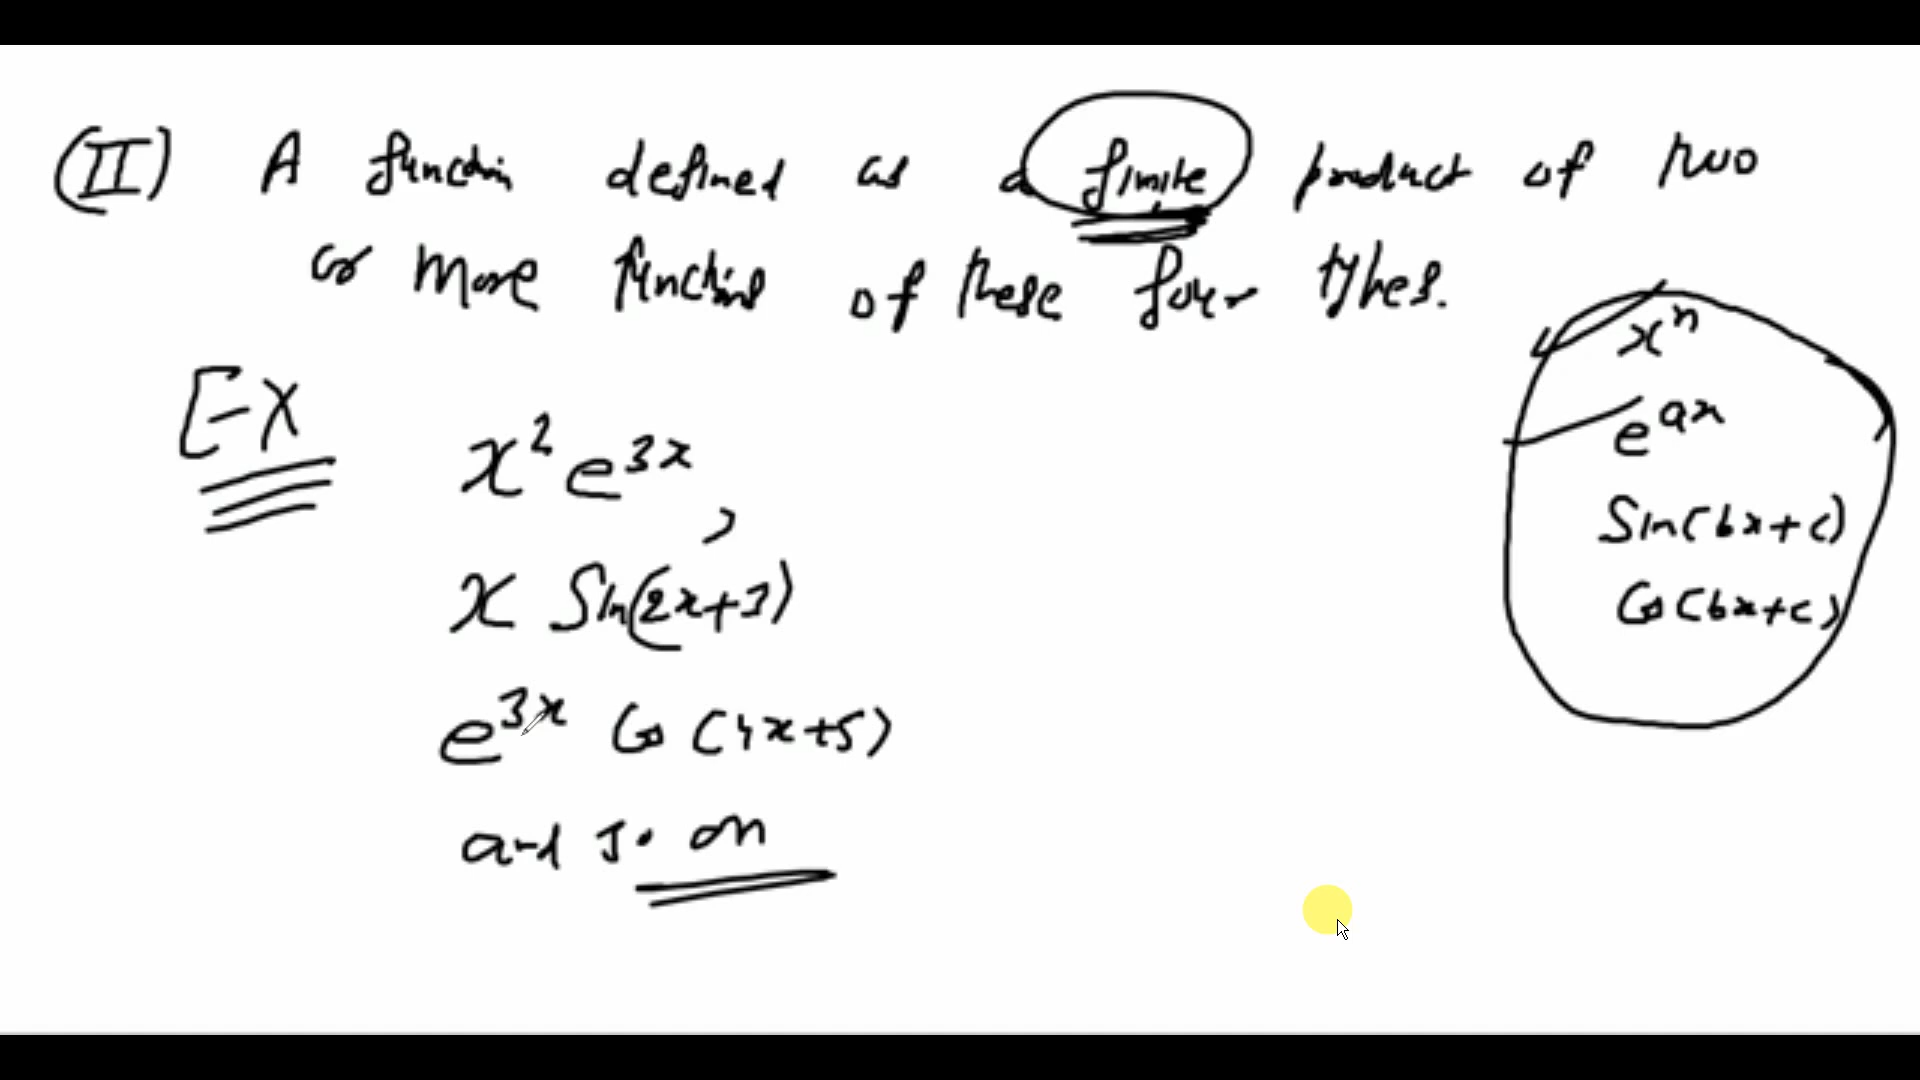 (II) A function defined as a finite product of two
or more functions of these four types.
Ex
x² e^3x,
x Sin(2x+3)
e^3x Cos (4x+5)
and so on
x^n
e^ax
Sin(bx+c)
Cos(bx+c)